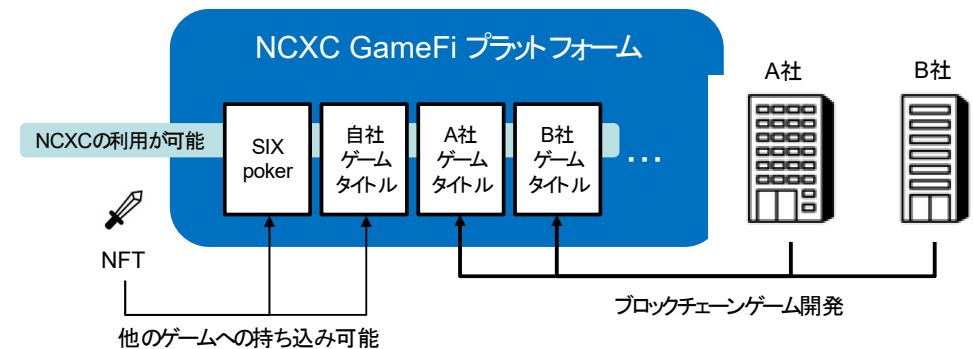 NCXC GameFi プラットフォーム
A社
B社
NCXCの利用が可能
SIX
poker
自社
ゲーム
タイトル
A社
ゲーム
タイトル
B社
ゲーム
タイトル
...
NFT
ブロックチェーンゲーム開発
他のゲームへの持ち込み可能